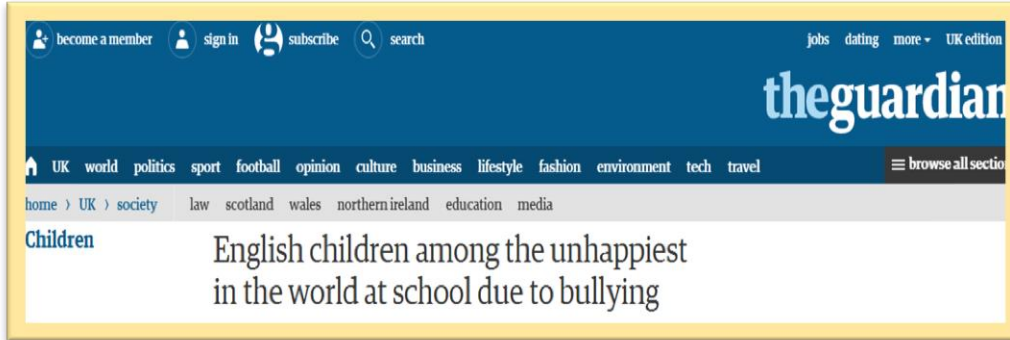 become a member sign in subscribe search jobs dating more UK edition
theguardian
UK world politics sport football opinion culture business lifestyle fashion environment tech travel browse all sectio
home > UK > society law scotland wales northern ireland education media
Children
English children among the unhappiest
in the world at school due to bullying